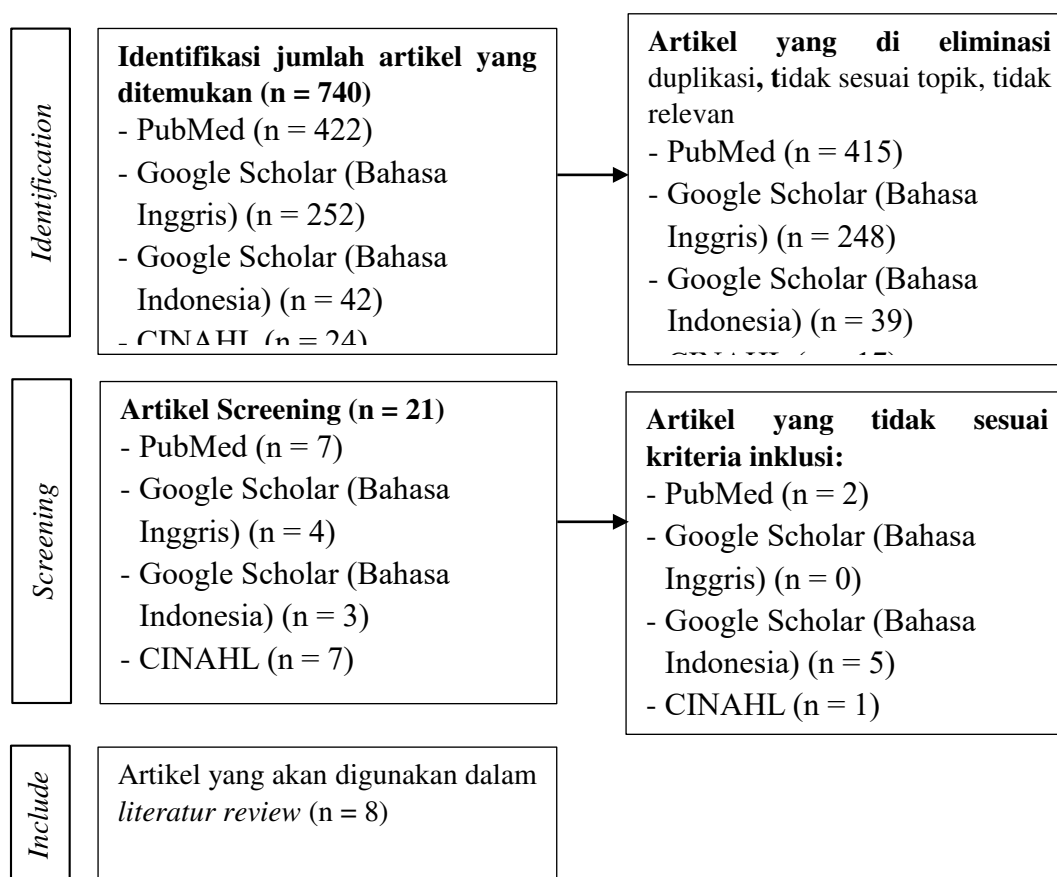 Identification
Identifikasi jumlah artikel yang
ditemukan (n = 740)
- PubMed (n = 422)
- Google Scholar (Bahasa
Inggris) (n = 252)
- Google Scholar (Bahasa
Indonesia) (n = 42)
- CINAHL (n = 24)
Artikel yang di eliminasi
duplikasi, tidak sesuai topik, tidak
relevan
- PubMed (n = 415)
- Google Scholar (Bahasa
Inggris) (n = 248)
- Google Scholar (Bahasa
Indonesia) (n = 39)
Screening
Artikel Screening (n = 21)
- PubMed (n = 7)
- Google Scholar (Bahasa
Inggris) (n = 4)
- Google Scholar (Bahasa
Indonesia) (n = 3)
- CINAHL (n = 7)
Artikel yang tidak sesuai
kriteria inklusi:
- PubMed (n = 2)
- Google Scholar (Bahasa
Inggris) (n = 0)
- Google Scholar (Bahasa
Indonesia) (n = 5)
- CINAHL (n = 1)
Include
Artikel yang akan digunakan dalam
literatur review (n = 8)